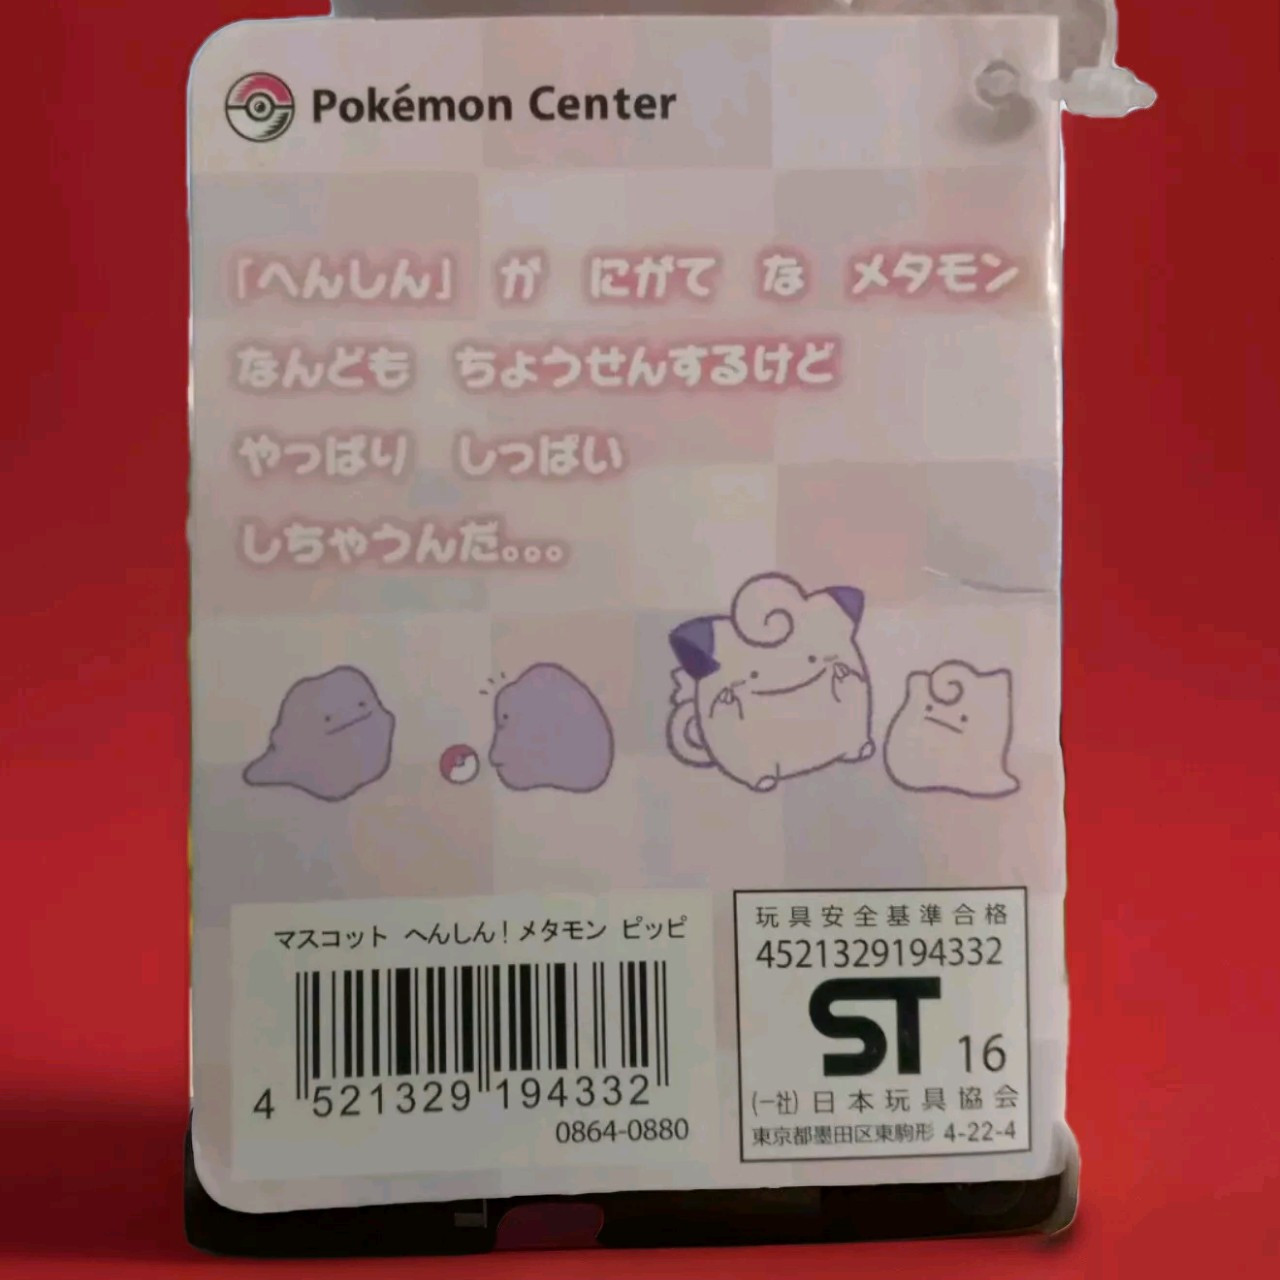 Pokémon Center
「へんしん」 が にがて な メタモン
なんども ちょうせんするけど
やっぱり しっぱい
しちゃうんだ。。。
マスコット へんしん！メタモン ピッピ
4 521329 194332
0864-0880
玩具安全基準合格
4521329194332
ST 16
(一社) 日本玩具協会
東京都墨田区東駒形 4-22-4